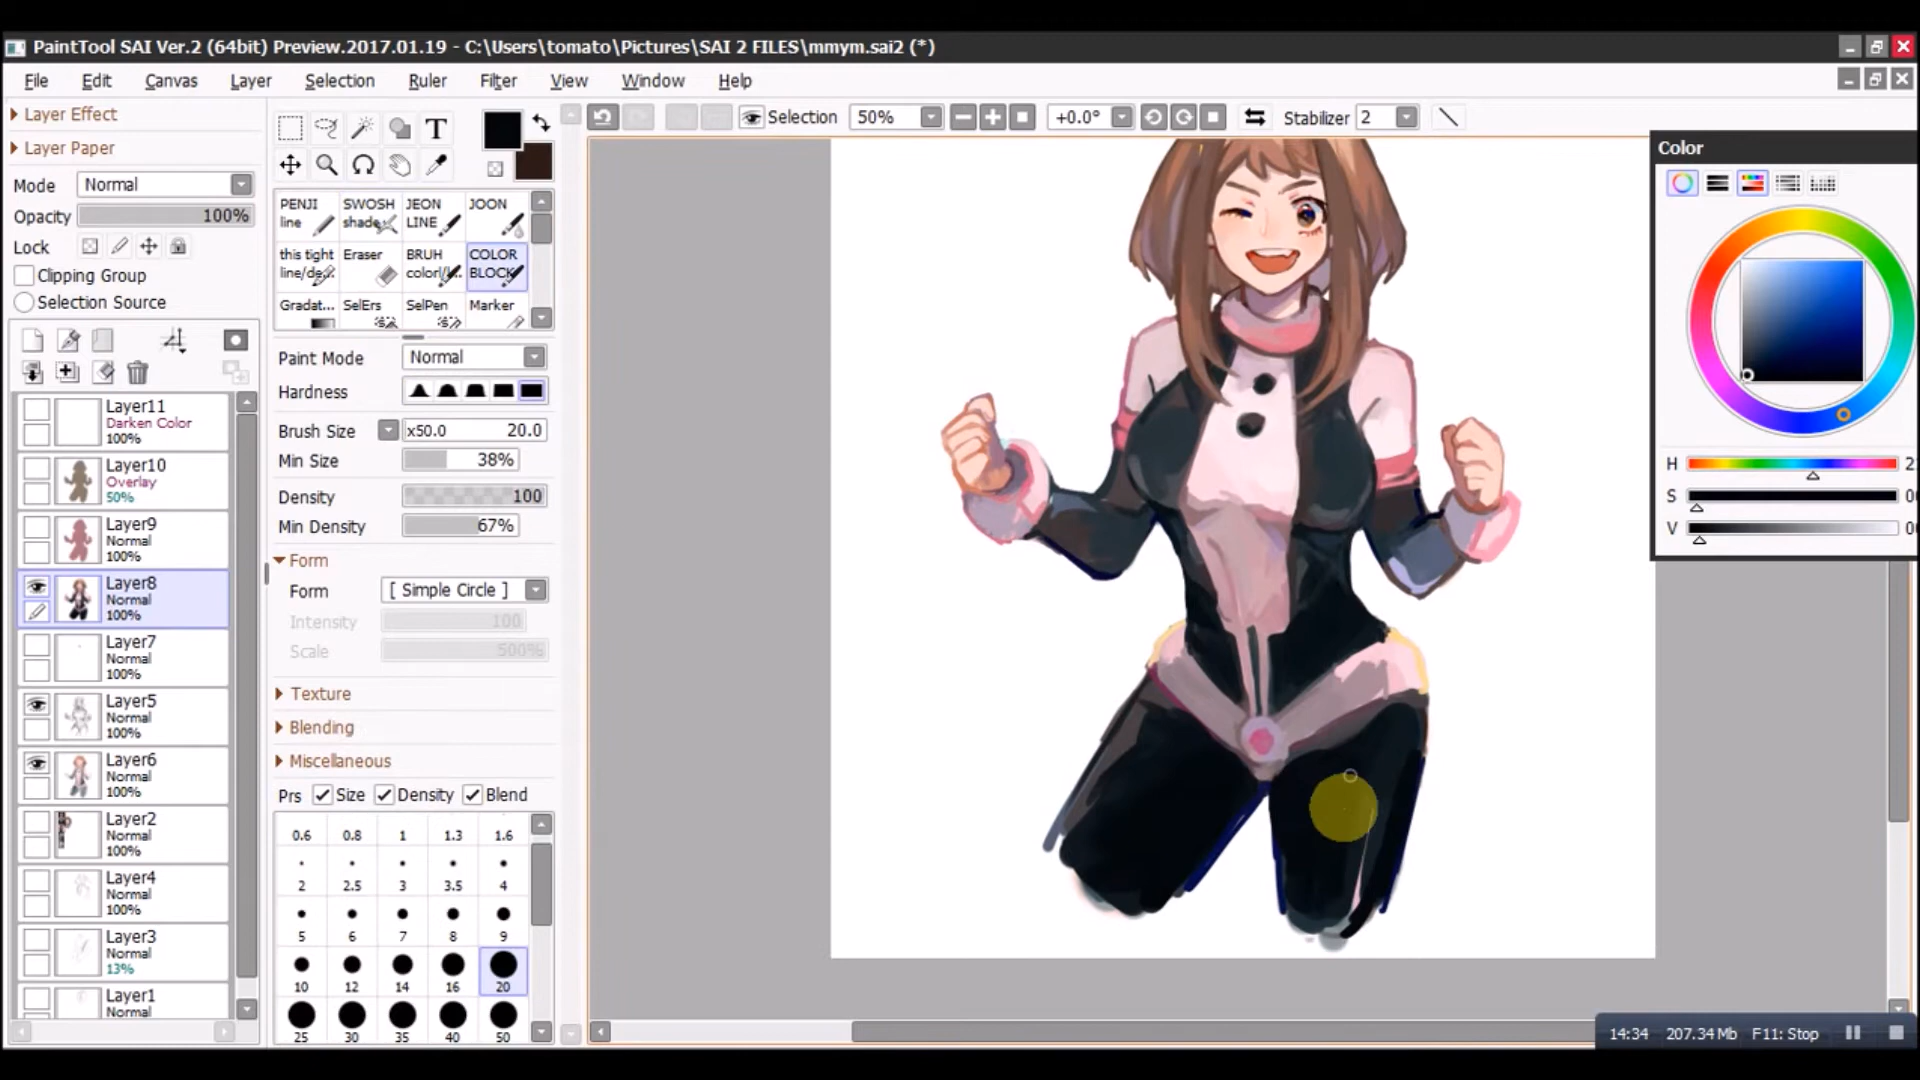 PaintTool SAI Ver.2 (64bit) Preview.2017.01.19 - C:\Users\tomato\Pictures\SAI 2 FILES\mmym.sai2 (*)
File Edit Canvas Layer Selection Ruler Filter View Window Help
Layer Effect
Layer Paper
Mode Normal
Opacity 100%
Lock
Clipping Group
Selection Source
Layer11
Darken Color
100%
Layer10
Overlay
50%
Layer9
Normal
100%
Layer8
Normal
100%
Layer7
Normal
100%
Layer5
Normal
100%
Layer6
Normal
100%
Layer2
Normal
100%
Layer4
Normal
100%
Layer3
Normal
13%
Layer1
Normal
T
PENJI line
SWOSH shade
JEON LINE
JOON
this tight line/de...
Eraser
BRUH color/l...
COLOR BLOCK
Gradat...
SelErs
SelPen
Marker
Paint Mode Normal
Hardness
Brush Size x50.0 20.0
Min Size 38%
Density 100
Min Density 67%
Form
Form [ Simple Circle ]
Intensity 100
Scale 500%
Texture
Blending
Miscellaneous
Prs Size Density Blend
0.6 0.8 1 1.3 1.6
2 2.5 3 3.5 4
5 6 7 8 9
10 12 14 16 20
25 30 35 40 50
Selection 50% +0.0° Stabilizer 2
Color
H 2
S 0
V 0
14:34 207.34 Mb F11: Stop